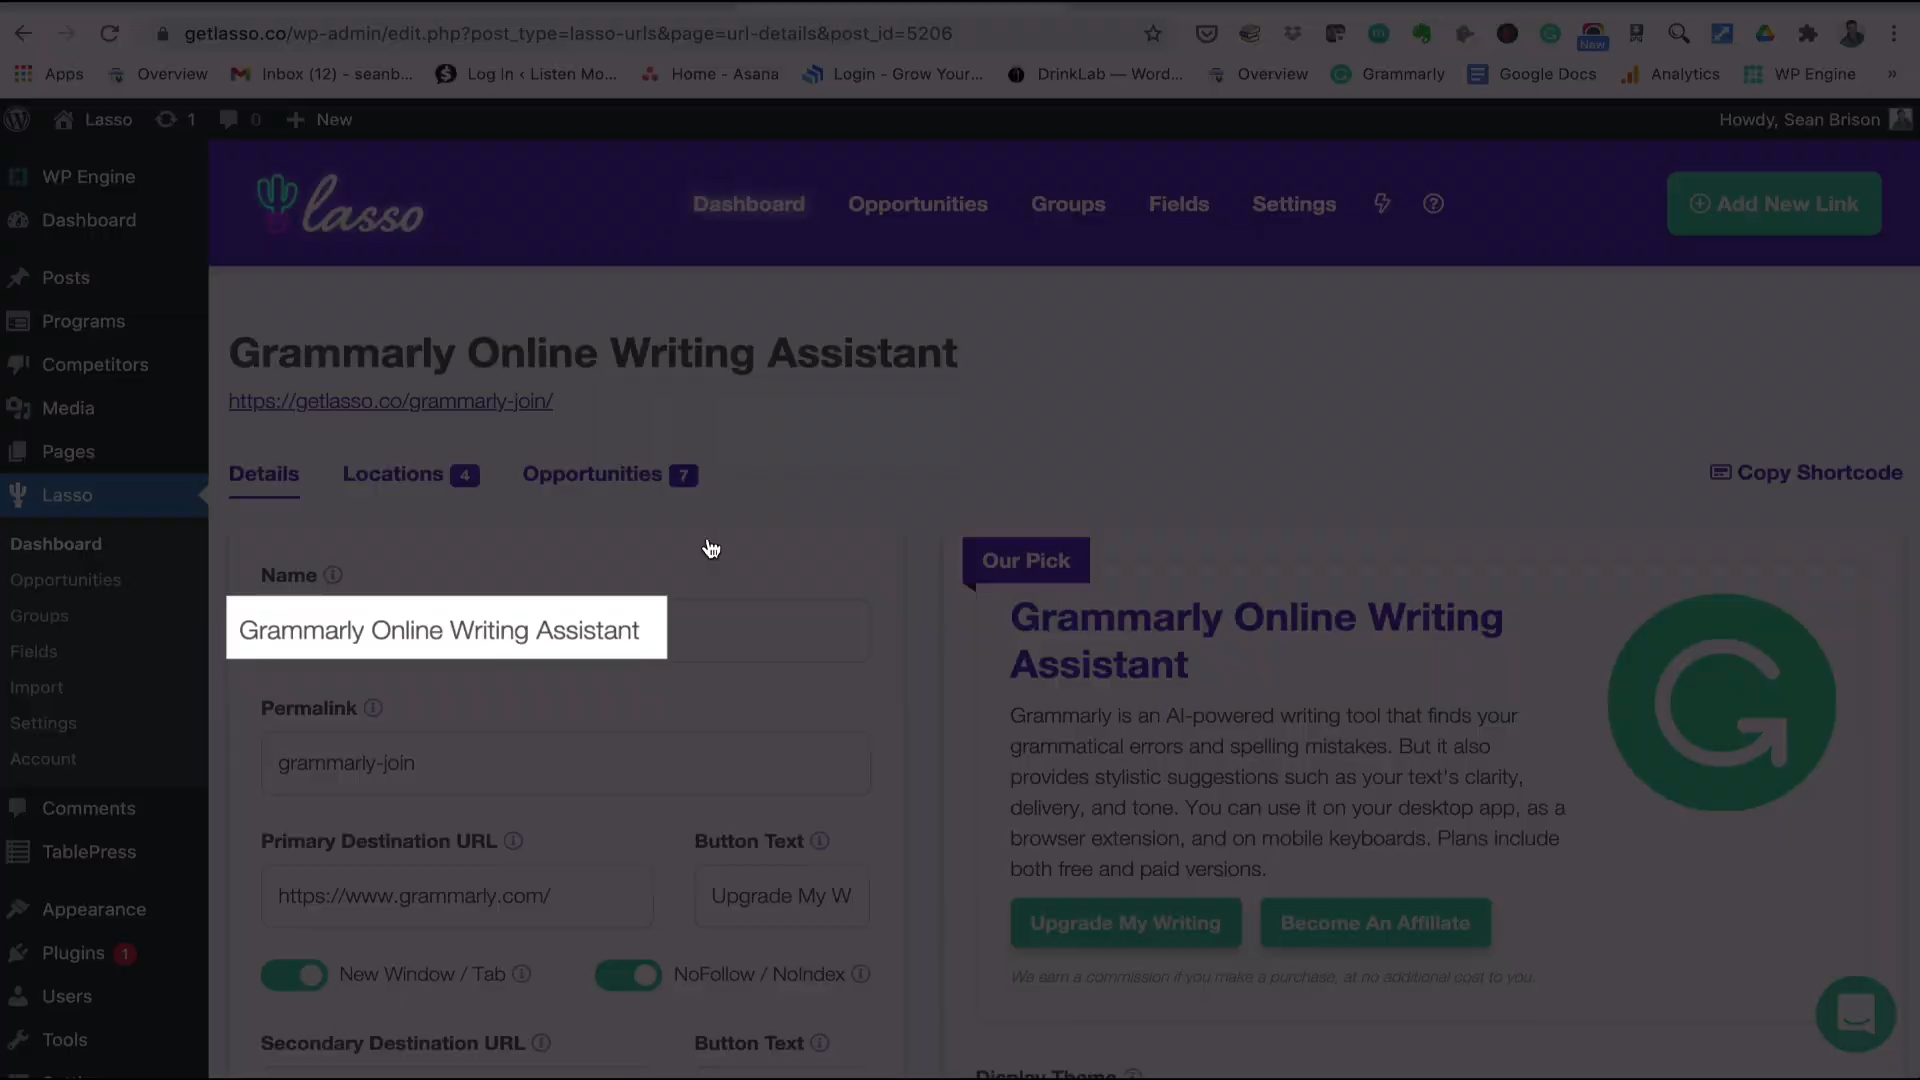 getlasso.co/wp-admin/edit.php?post_type=lasso-urls&page=url-details&post_id=5206
New
Apps
Overview
Inbox (12) - seanb...
Log In ‹ Listen Mo...
Home - Asana
Login - Grow Your...
DrinkLab — Word...
Overview
Grammarly
Google Docs
Analytics
WP Engine
»
Lasso
1
0
New
Howdy, Sean Brison
WP Engine
Dashboard
Posts
Programs
Competitors
Media
Pages
Lasso
Dashboard
Opportunities
Groups
Fields
Import
Settings
Account
Comments
TablePress
Appearance
Plugins 1
Users
Tools
lasso
Dashboard
Opportunities
Groups
Fields
Settings
Add New Link
Grammarly Online Writing Assistant
https://getlasso.co/grammarly-join/
Details
Locations 4
Opportunities 7
Copy Shortcode
Name
Grammarly Online Writing Assistant
Permalink
grammarly-join
Primary Destination URL
Button Text
https://www.grammarly.com/
Upgrade My W
New Window / Tab
NoFollow / NoIndex
Secondary Destination URL
Button Text
Our Pick
Grammarly Online Writing
Assistant
Grammarly is an AI-powered writing tool that finds your
grammatical errors and spelling mistakes. But it also
provides stylistic suggestions such as your text's clarity,
delivery, and tone. You can use it on your desktop app, as a
browser extension, and on mobile keyboards. Plans include
both free and paid versions.
Upgrade My Writing
Become An Affiliate
We earn a commission if you make a purchase, at no additional cost to you.
Display Theme